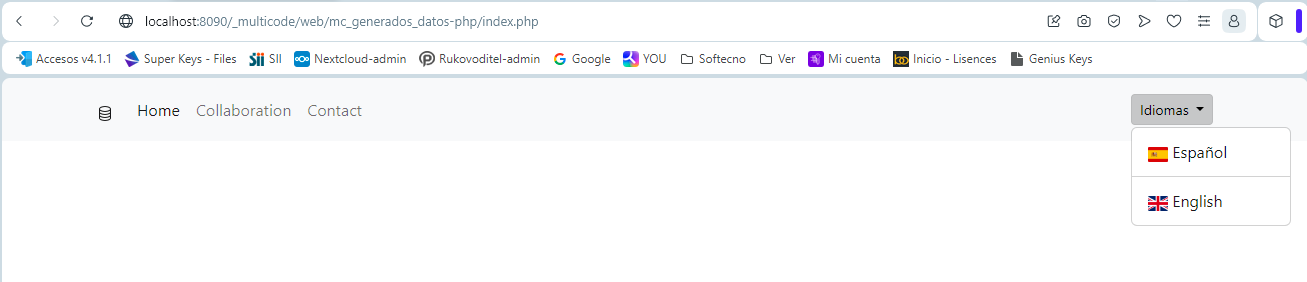 localhost:8090/_multicode/web/mc_generados_datos-php/index.php
Accesos v4.1.1 Super Keys - Files SII Nextcloud-admin Rukovoditel-admin Google YOU Softecno Ver Mi cuenta Inicio - Lisences Genius Keys
Home Collaboration Contact Idiomas
Español
English